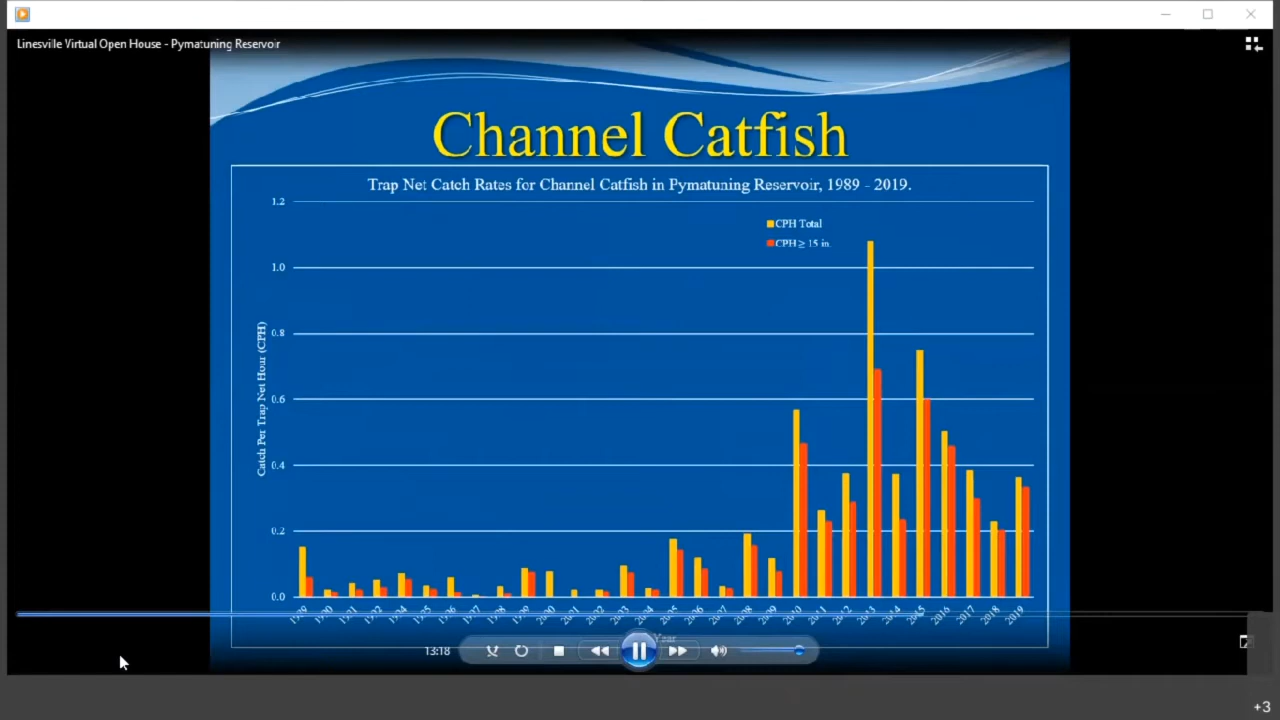 Linesville Virtual Open House - Pymatuning Reservoir
Channel Catfish
Trap Net Catch Rates for Channel Catfish in Pymatuning Reservoir, 1989 - 2019.
1.2
CPH Total
CPH ≥ 15 in.
1.0
0.8
0.6
0.4
0.2
0.0
Catch Per Trap Net Hour (CPH)
1989 1990 1991 1992 1994 1995 1996 1997 1998 1999 2000 2001 2002 2003 2004 2005 2006 2007 2008 2009 2010 2011 2012 2013 2014 2015 2016 2017 2018 2019
Year
13:18
+3